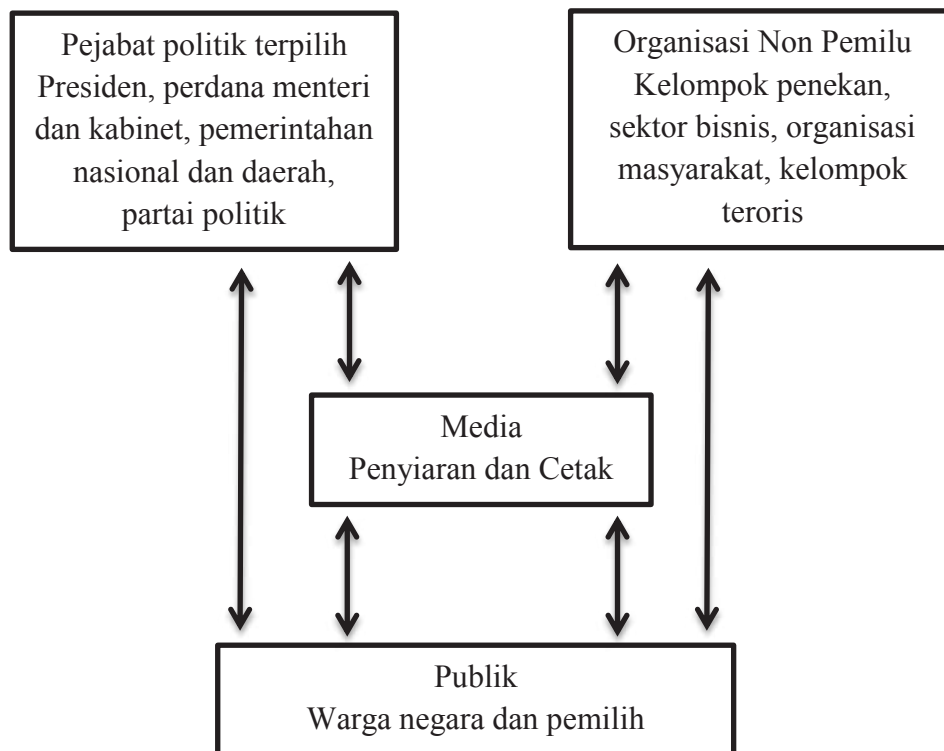 Pejabat politik terpilih
Presiden, perdana menteri
dan kabinet, pemerintahan
nasional dan daerah,
partai politik
Organisasi Non Pemilu
Kelompok penekan,
sektor bisnis, organisasi
masyarakat, kelompok
teroris
Media
Penyiaran dan Cetak
Publik
Warga negara dan pemilih